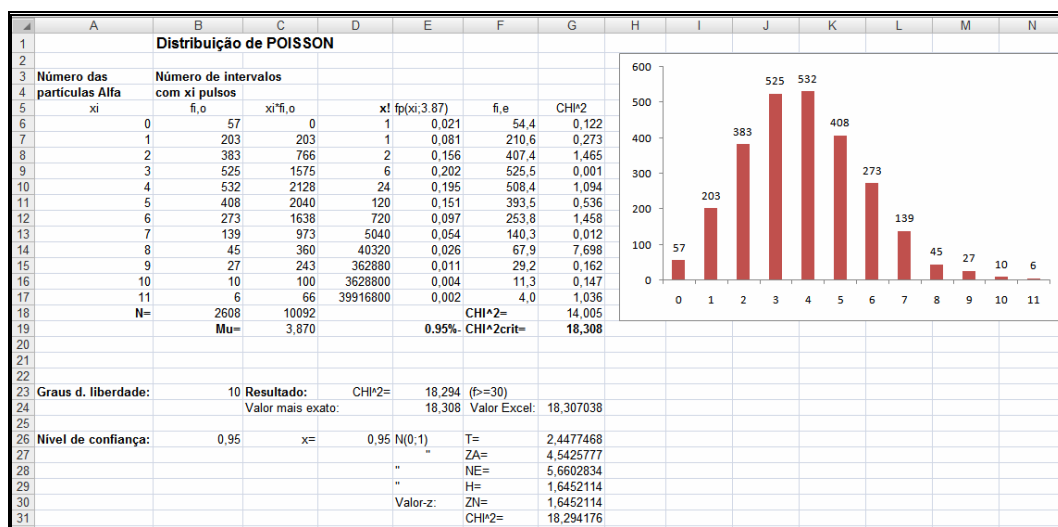 A B C D E F G H I J K L M N
1 Distribuição de POISSON
2
3 Número das Número de intervalos
4 partículas Alfa com xi pulsos
5 xi fi,o xi*fi,o x! fp(xi;3.87) fi,e CHI^2
6 0 57 0 1 0,021 54,4 0,122
7 1 203 203 1 0,081 210,6 0,273
8 2 383 766 2 0,156 407,4 1,465
9 3 525 1575 6 0,202 525,5 0,001
10 4 532 2128 24 0,195 508,4 1,094
11 5 408 2040 120 0,151 393,5 0,536
12 6 273 1638 720 0,097 253,8 1,458
13 7 139 973 5040 0,054 140,3 0,012
14 8 45 360 40320 0,026 67,9 7,698
15 9 27 243 362880 0,011 29,2 0,162
16 10 10 100 3628800 0,004 11,3 0,147
17 11 6 66 39916800 0,002 4,0 1,036
18 N= 2608 10092 CHI^2= 14,005
19 Mu= 3,870 0.95%- CHI^2crit= 18,308
20
21
22
23 Graus d. liberdade: 10 Resultado: CHI^2= 18,294 (f>=30)
24 Valor mais exato: 18,308 Valor Excel: 18,307038
25
26 Nível de confiança: 0,95 x= 0,95 N(0;1) T= 2,4477468
27 " ZA= 4,5425777
28 " NE= 5,6602834
29 " H= 1,6452114
30 Valor-z: ZN= 1,6452114
31 CHI^2= 18,294176
600
500
400
300
200
100
0
57 203 383 525 532 408 273 139 45 27 10 6
0 1 2 3 4 5 6 7 8 9 10 11